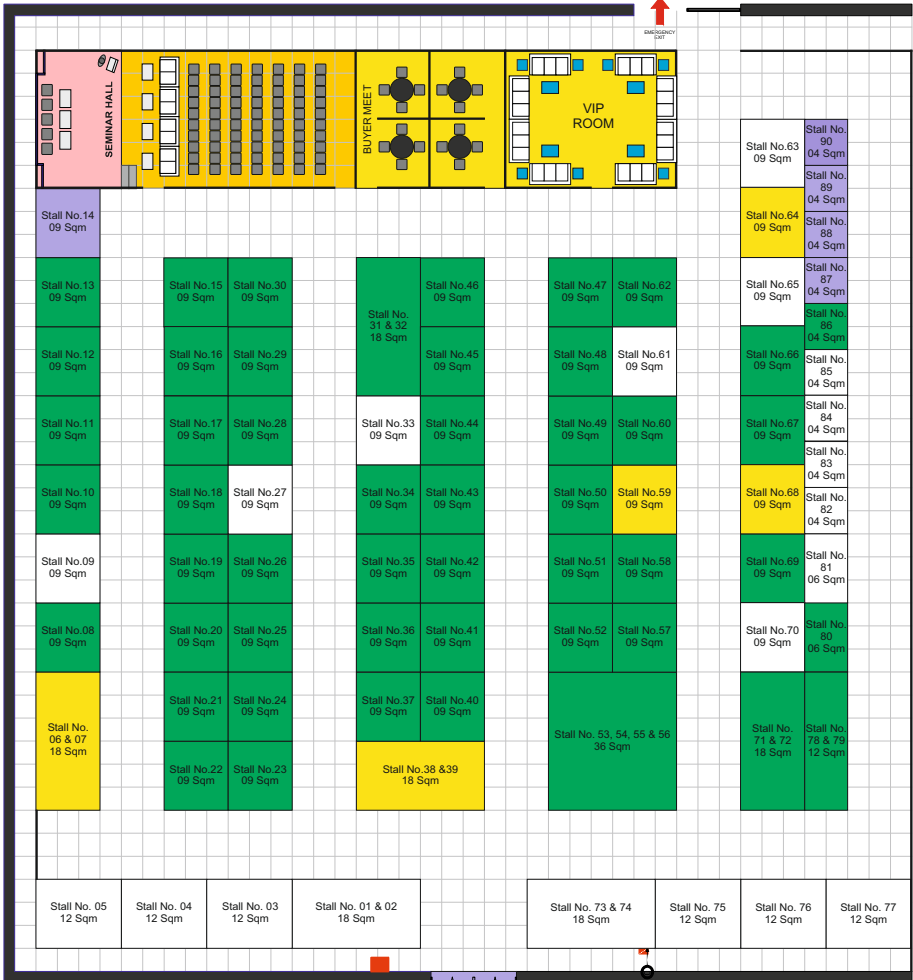 EMERGENCY
EXIT
SEMINAR HALL
BUYER MEET
VIP
ROOM
Stall No.63
09 Sqm
Stall No.
90
04 Sqm
Stall No.
89
04 Sqm
Stall No.14
09 Sqm
Stall No.64
09 Sqm
Stall No.
88
04 Sqm
Stall No.13
09 Sqm
Stall No.15
09 Sqm
Stall No.30
09 Sqm
Stall No.
31 & 32
18 Sqm
Stall No.46
09 Sqm
Stall No.47
09 Sqm
Stall No.62
09 Sqm
Stall No.65
09 Sqm
Stall No.
87
04 Sqm
Stall No.
86
04 Sqm
Stall No.12
09 Sqm
Stall No.16
09 Sqm
Stall No.29
09 Sqm
Stall No.45
09 Sqm
Stall No.48
09 Sqm
Stall No.61
09 Sqm
Stall No.66
09 Sqm
Stall No.
85
04 Sqm
Stall No.11
09 Sqm
Stall No.17
09 Sqm
Stall No.28
09 Sqm
Stall No.33
09 Sqm
Stall No.44
09 Sqm
Stall No.49
09 Sqm
Stall No.60
09 Sqm
Stall No.67
09 Sqm
Stall No.
84
04 Sqm
Stall No.
83
04 Sqm
Stall No.10
09 Sqm
Stall No.18
09 Sqm
Stall No.27
09 Sqm
Stall No.34
09 Sqm
Stall No.43
09 Sqm
Stall No.50
09 Sqm
Stall No.59
09 Sqm
Stall No.68
09 Sqm
Stall No.
82
04 Sqm
Stall No.09
09 Sqm
Stall No.19
09 Sqm
Stall No.26
09 Sqm
Stall No.35
09 Sqm
Stall No.42
09 Sqm
Stall No.51
09 Sqm
Stall No.58
09 Sqm
Stall No.69
09 Sqm
Stall No.
81
06 Sqm
Stall No.08
09 Sqm
Stall No.20
09 Sqm
Stall No.25
09 Sqm
Stall No.36
09 Sqm
Stall No.41
09 Sqm
Stall No.52
09 Sqm
Stall No.57
09 Sqm
Stall No.70
09 Sqm
Stall No.
80
06 Sqm
Stall No.
06 & 07
18 Sqm
Stall No.21
09 Sqm
Stall No.24
09 Sqm
Stall No.37
09 Sqm
Stall No.40
09 Sqm
Stall No. 53, 54, 55 & 56
36 Sqm
Stall No.
71 & 72
18 Sqm
Stall No.
78 & 79
12 Sqm
Stall No.22
09 Sqm
Stall No.23
09 Sqm
Stall No.38 &39
18 Sqm
Stall No. 05
12 Sqm
Stall No. 04
12 Sqm
Stall No. 03
12 Sqm
Stall No. 01 & 02
18 Sqm
Stall No. 73 & 74
18 Sqm
Stall No. 75
12 Sqm
Stall No. 76
12 Sqm
Stall No. 77
12 Sqm